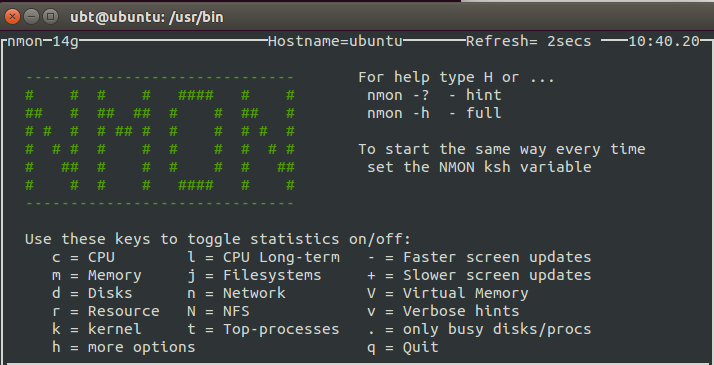 ubt@ubuntu: /usr/bin
nmon-14g Hostname=ubuntu Refresh= 2secs 10:40.20
------------------------------ For help type H or ...
#    #  #    #   ####   #    # nmon -? - hint
##   #  ##  ##  #    #  ##   # nmon -h - full
# #  #  # ## #  #    #  # #  #
#  # #  #    #  #    #  #  # # To start the same way every time
#   ##  #    #  #    #  #   ## set the NMON ksh variable
#    #  #    #   ####   #    #
------------------------------
Use these keys to toggle statistics on/off:
c = CPU l = CPU Long-term - = Faster screen updates
m = Memory j = Filesystems + = Slower screen updates
d = Disks n = Network V = Virtual Memory
r = Resource N = NFS v = Verbose hints
k = kernel t = Top-processes . = only busy disks/procs
h = more options q = Quit